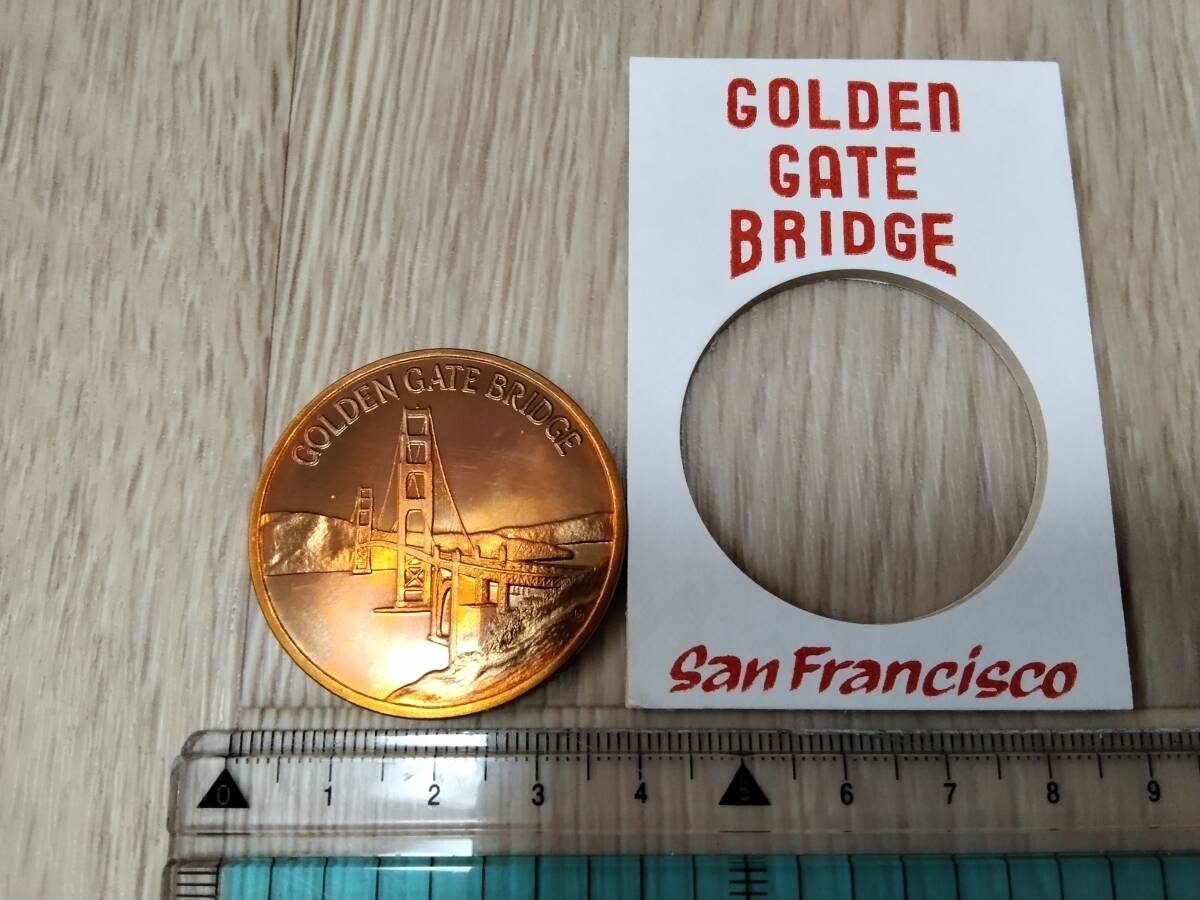 GOLDEN
GATE
BRIDGE
San Francisco
GOLDEN GATE BRIDGE
0 1 2 3 4 5 6 7 8 9